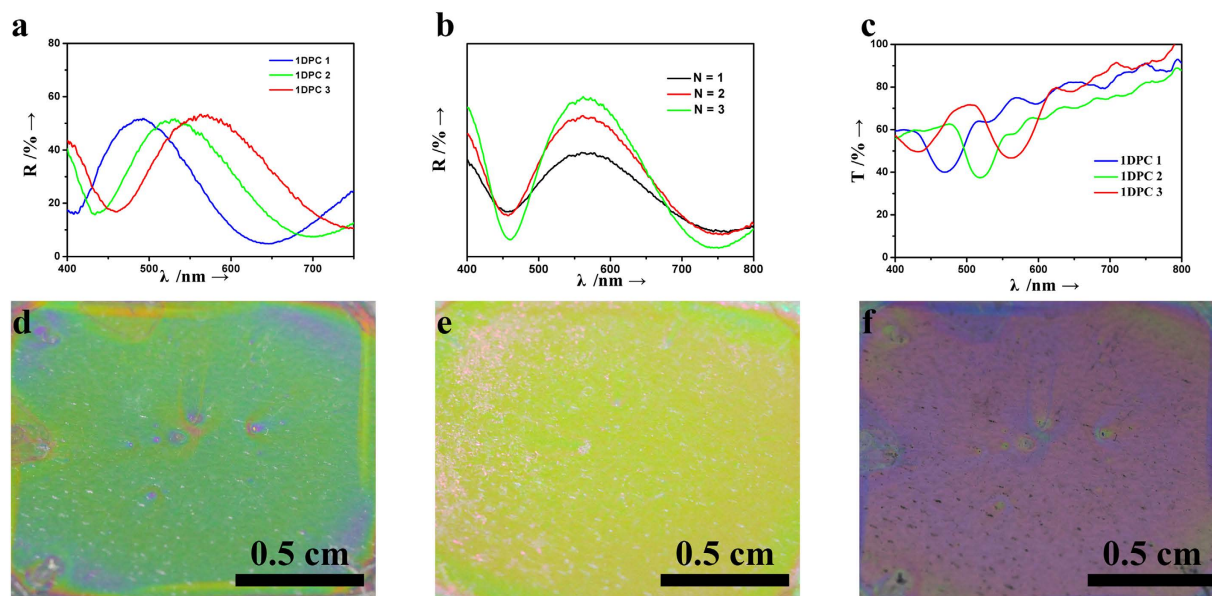 a
80
60
40
20
0
R /% →
400 500 600 700
λ /nm →
1DPC 1
1DPC 2
1DPC 3
b
R /% →
400 500 600 700 800
λ /nm →
N = 1
N = 2
N = 3
c
100
80
60
40
20
0
T /% →
400 500 600 700 800
λ /nm →
1DPC 1
1DPC 2
1DPC 3
d
0.5 cm
e
0.5 cm
f
0.5 cm